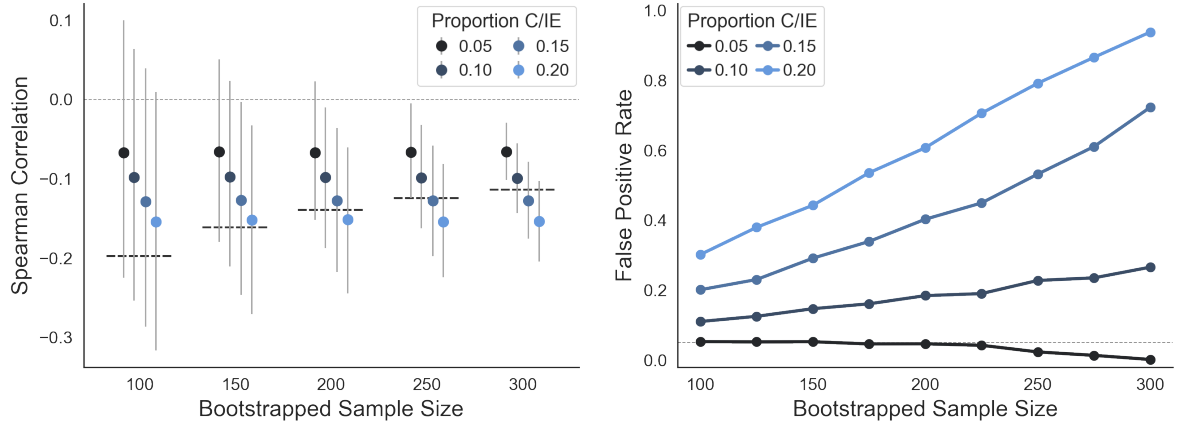 Proportion C/IE
0.05 0.15
0.10 0.20
Spearman Correlation
0.1
0.0
−0.1
−0.2
−0.3
100 150 200 250 300
Bootstrapped Sample Size
Proportion C/IE
0.05 0.15
0.10 0.20
False Positive Rate
1.0
0.8
0.6
0.4
0.2
0.0
100 150 200 250 300
Bootstrapped Sample Size